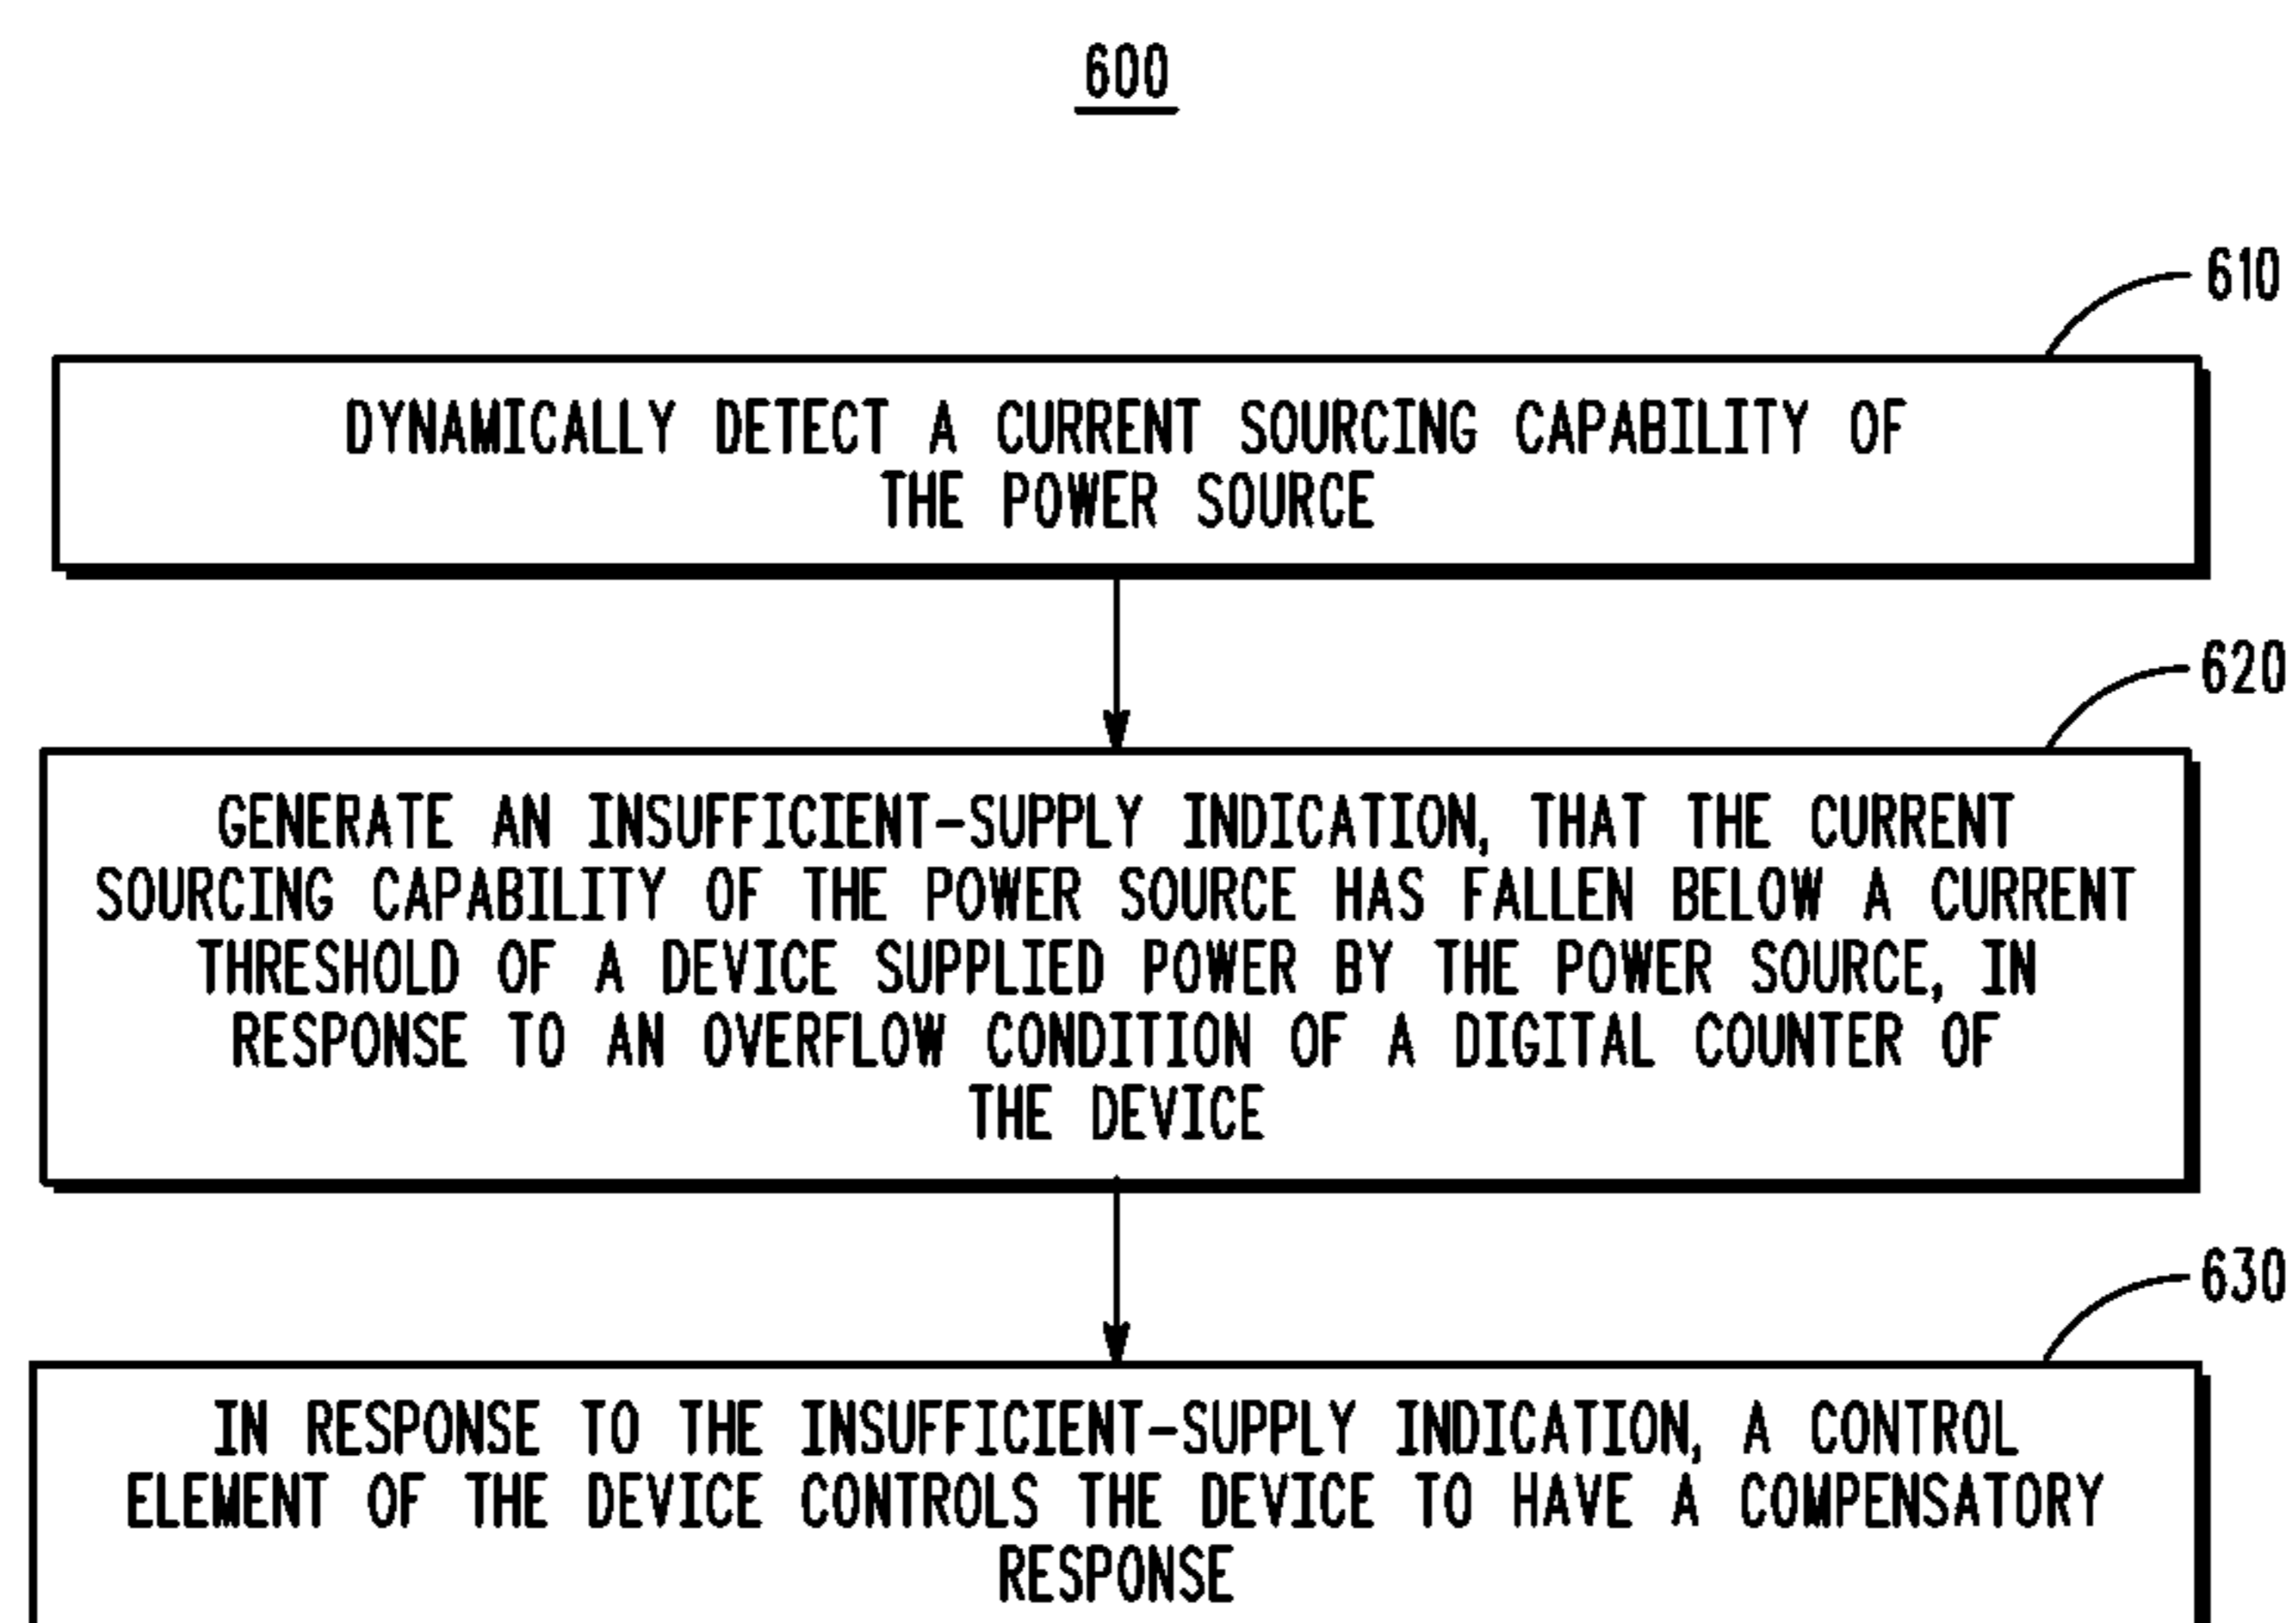 600
610
DYNAMICALLY DETECT A CURRENT SOURCING CAPABILITY OF
THE POWER SOURCE
620
GENERATE AN INSUFFICIENT-SUPPLY INDICATION, THAT THE CURRENT
SOURCING CAPABILITY OF THE POWER SOURCE HAS FALLEN BELOW A CURRENT
THRESHOLD OF A DEVICE SUPPLIED POWER BY THE POWER SOURCE, IN
RESPONSE TO AN OVERFLOW CONDITION OF A DIGITAL COUNTER OF
THE DEVICE
630
IN RESPONSE TO THE INSUFFICIENT-SUPPLY INDICATION, A CONTROL
ELEMENT OF THE DEVICE CONTROLS THE DEVICE TO HAVE A COMPENSATORY
RESPONSE